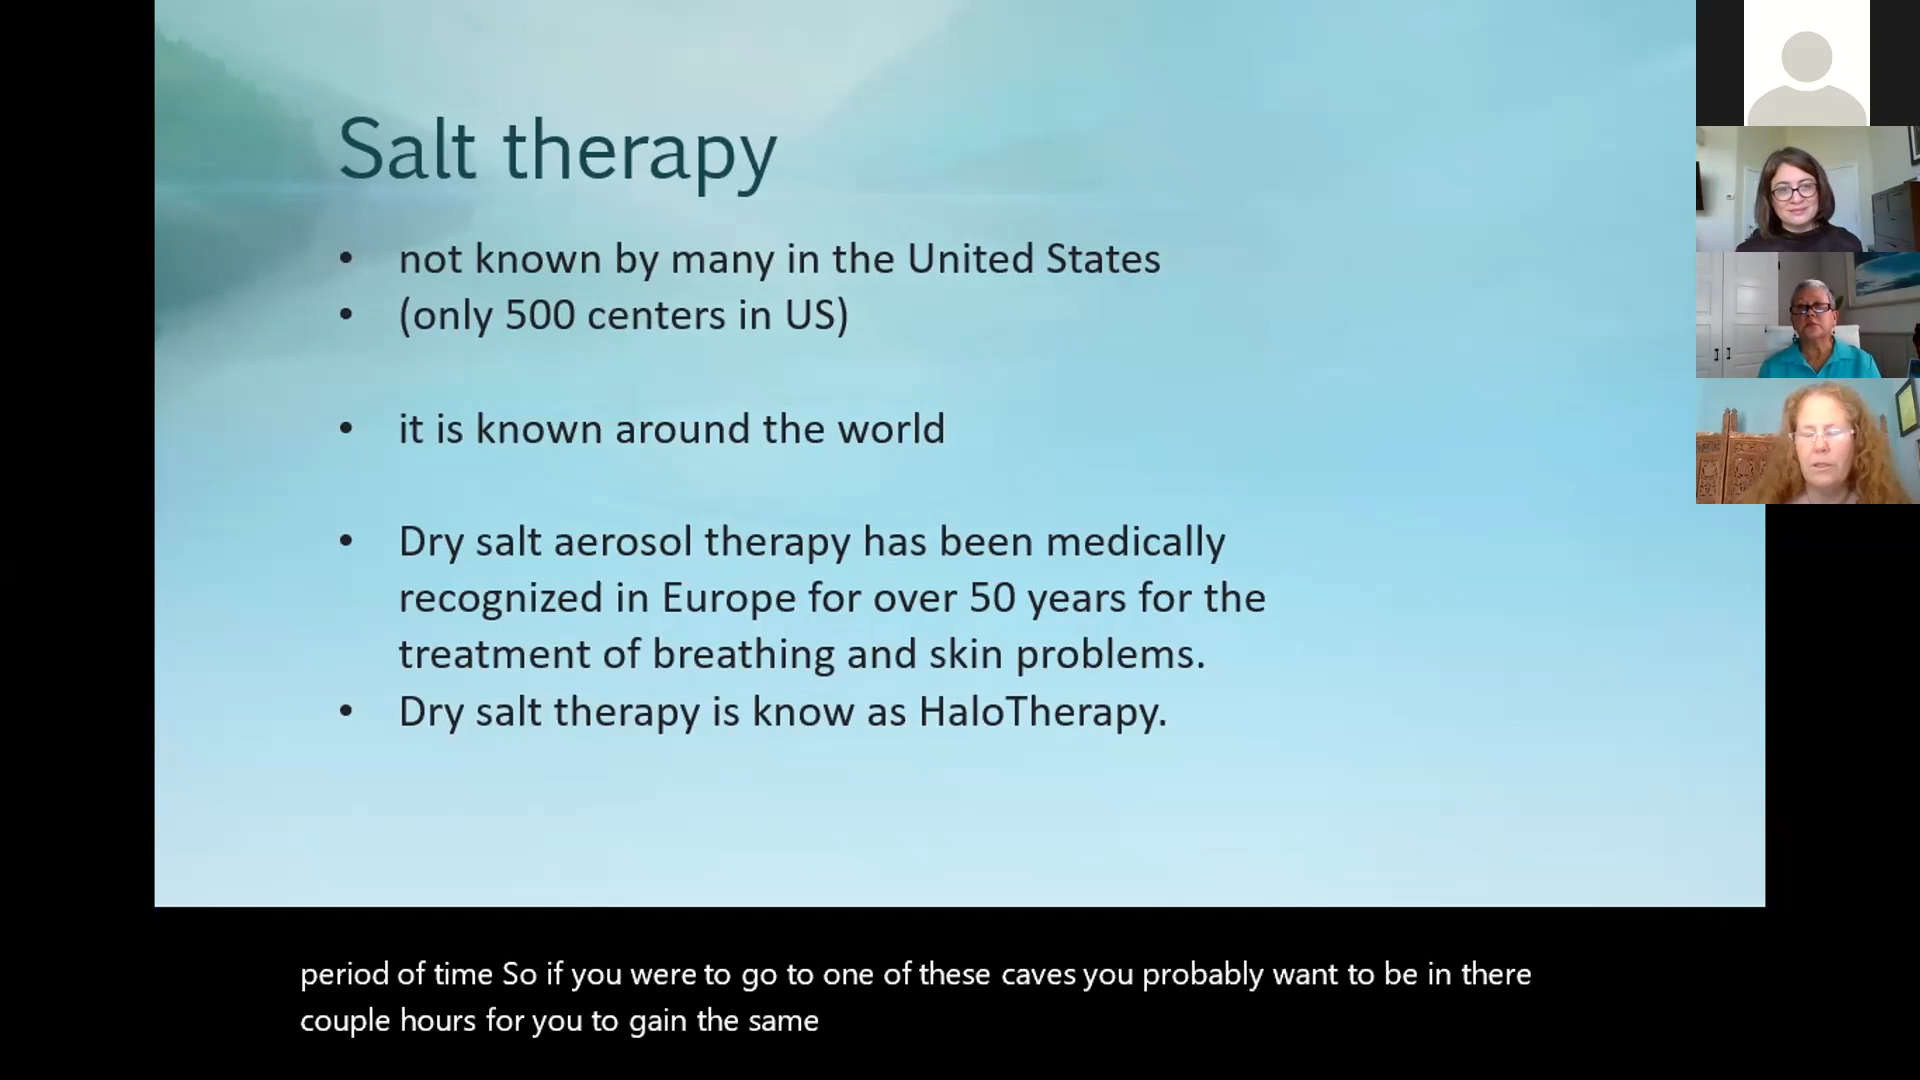 Salt therapy
• not known by many in the United States
• (only 500 centers in US)
• it is known around the world
• Dry salt aerosol therapy has been medically
recognized in Europe for over 50 years for the
treatment of breathing and skin problems.
• Dry salt therapy is know as HaloTherapy.
period of time So if you were to go to one of these caves you probably want to be in there
couple hours for you to gain the same